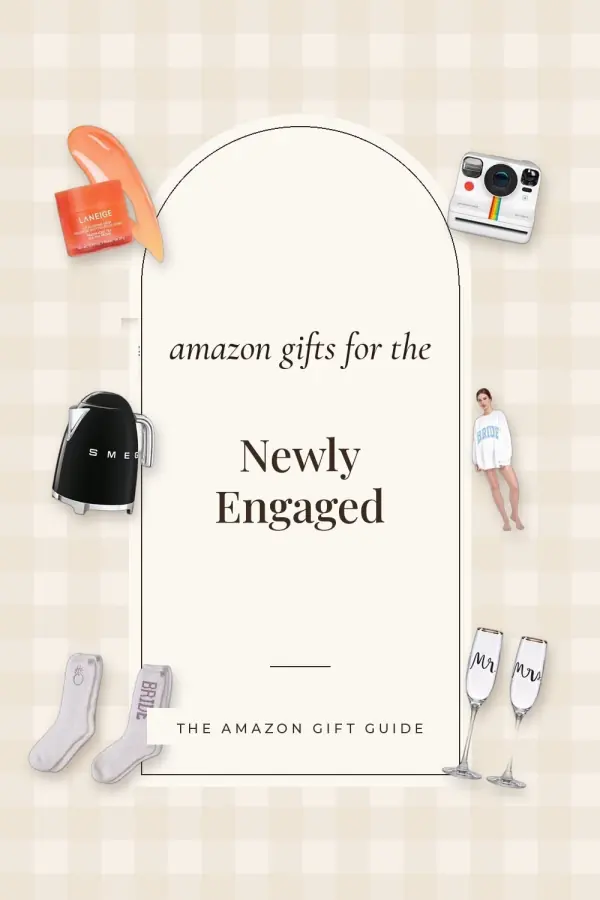 LANEIGE
amazon gifts for the
SMEG
BRIDE
Newly
Engaged
Mr.
Mrs.
BRIDE
THE AMAZON GIFT GUIDE